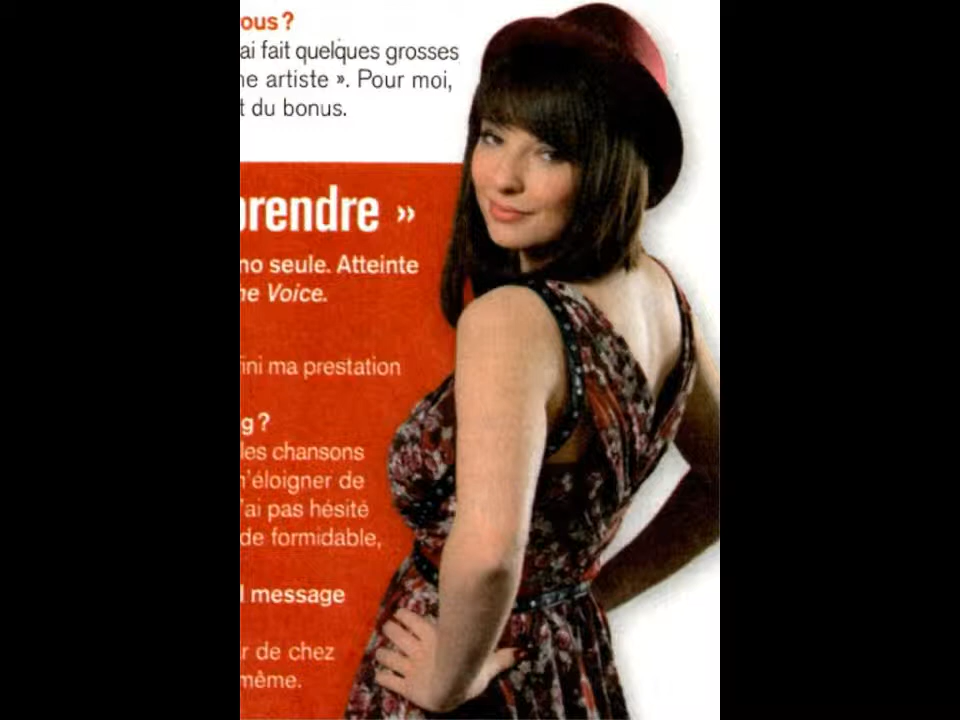 ous ?
ai fait quelques grosses
ne artiste ». Pour moi,
t du bonus.
prendre »
no seule. Atteinte
ne Voice.
ini ma prestation
g ?
les chansons
n'éloigner de
'ai pas hésité
de formidable,
l message
r de chez
même.